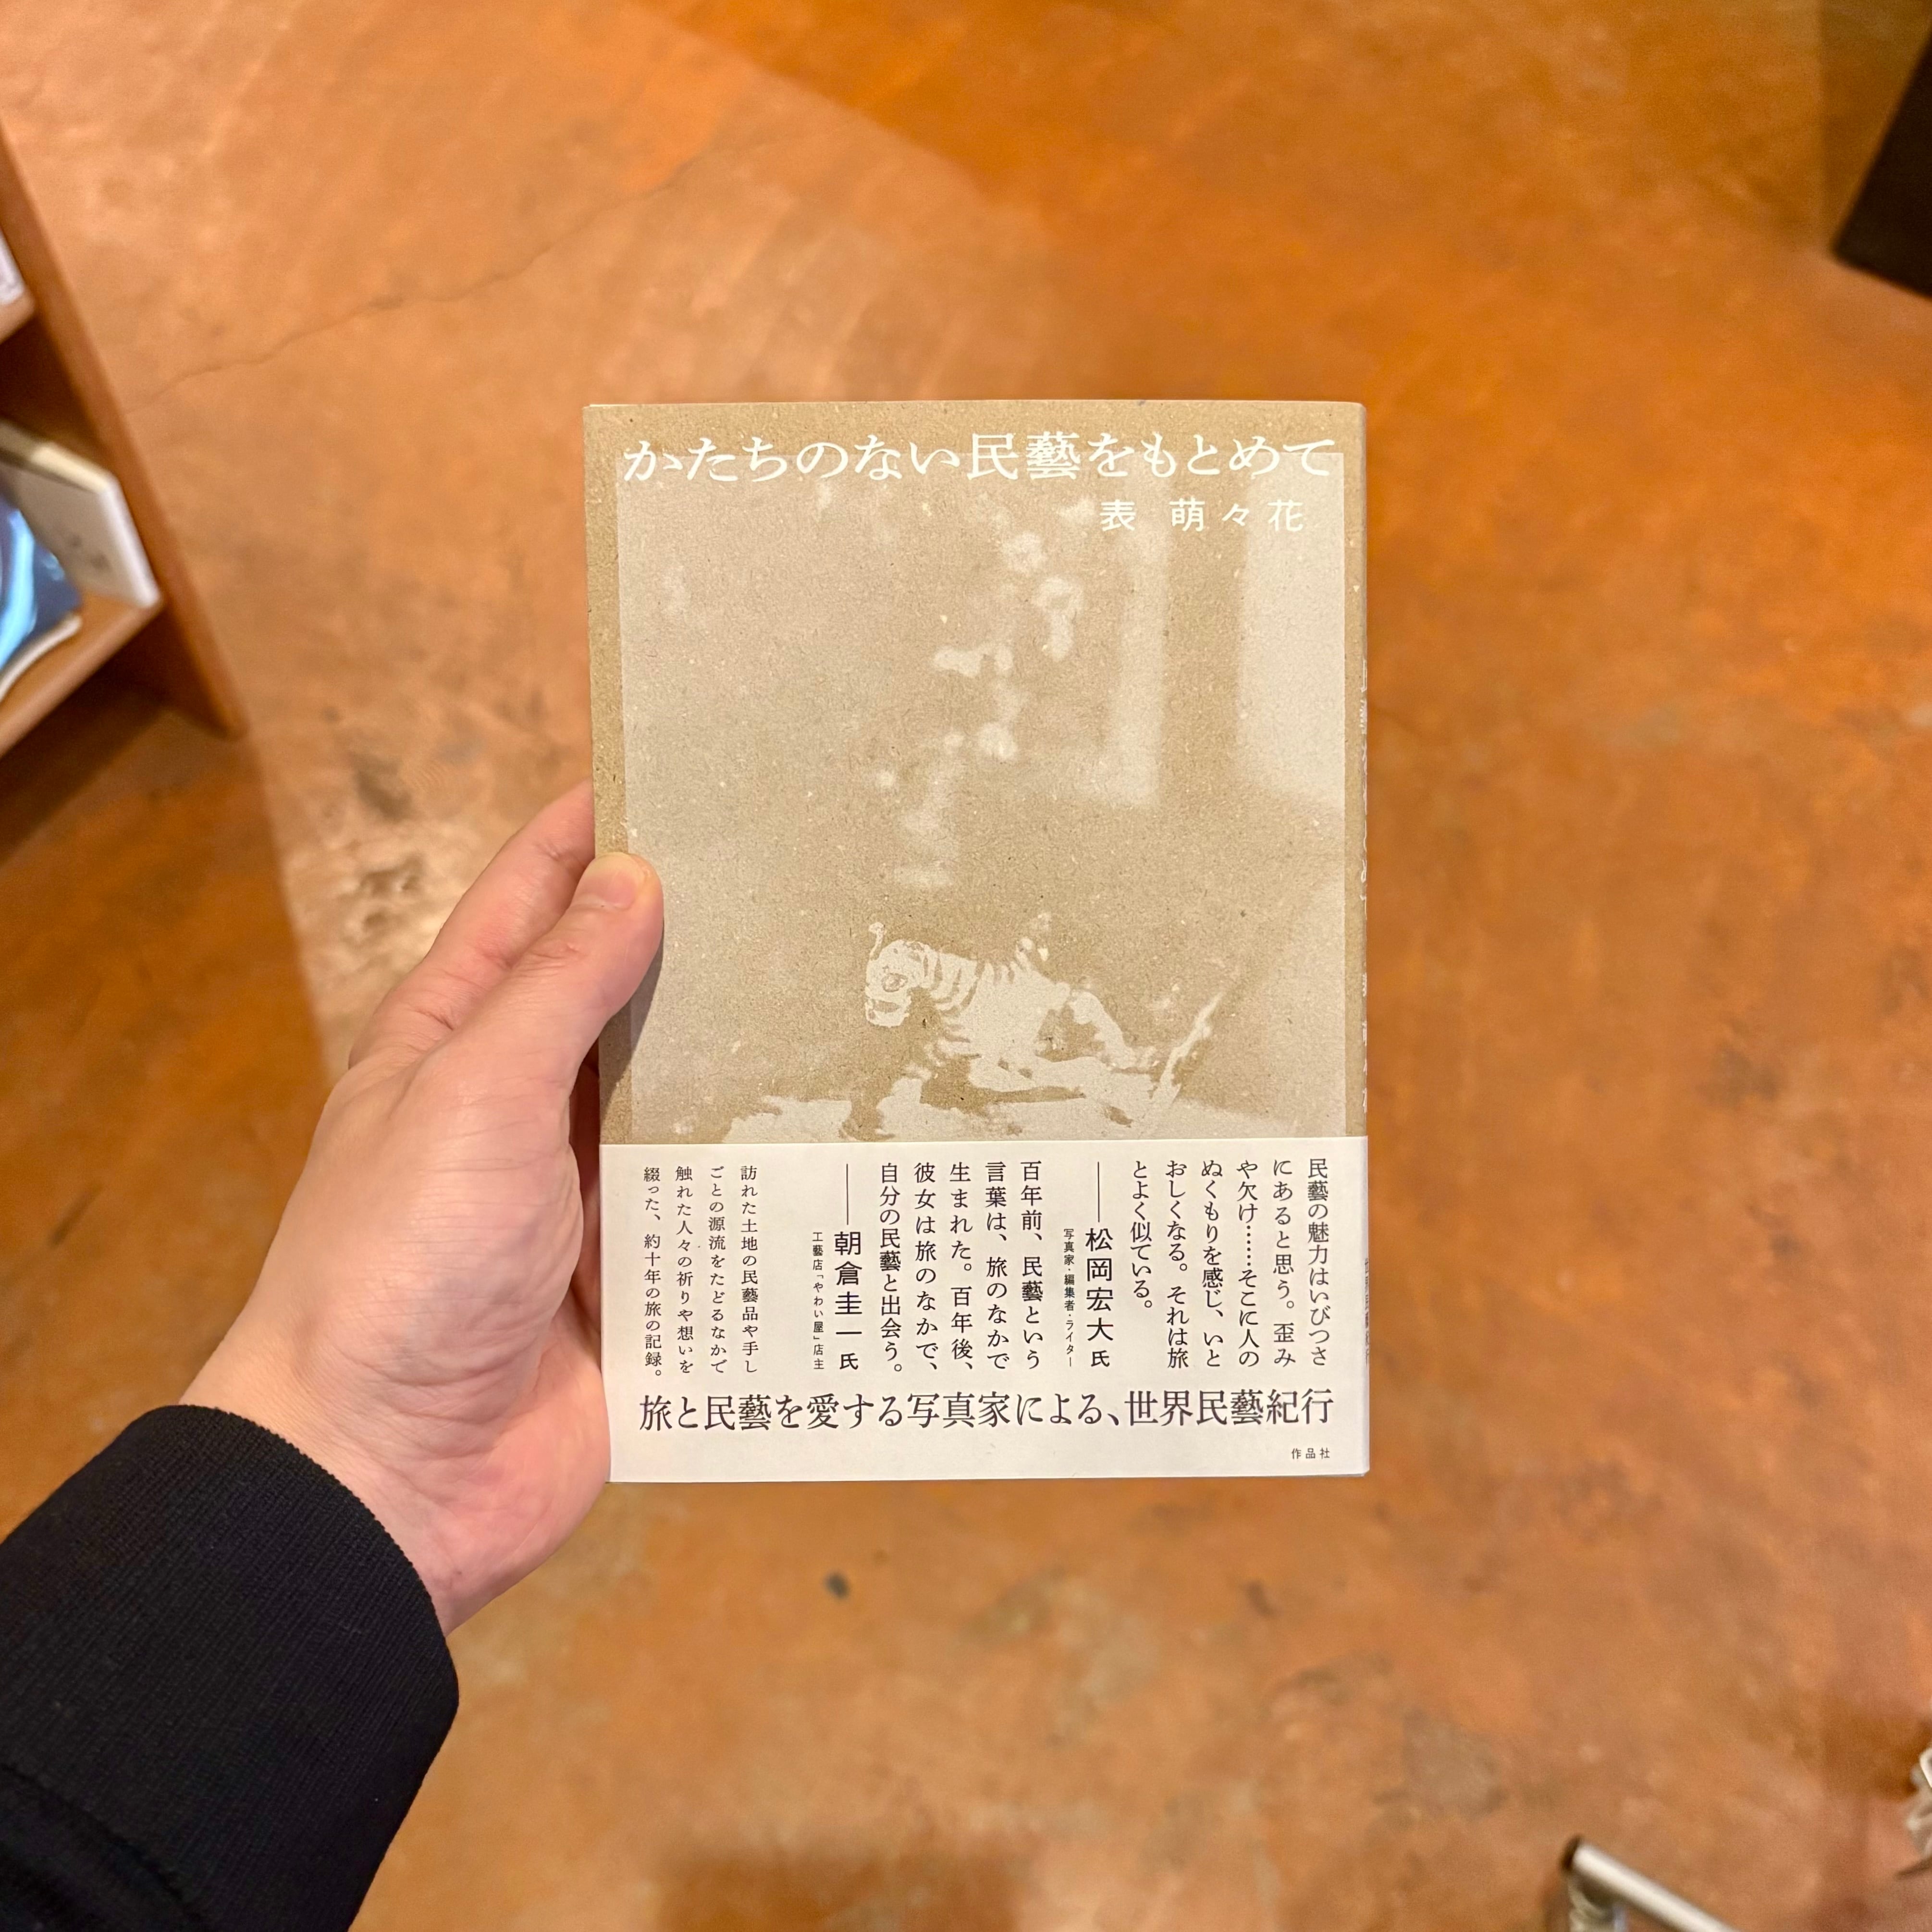 かたちのない民藝をもとめて
表 萌々花
民藝の魅力はいびつさ
にあると思う。歪み
や欠け……そこに人の
ぬくもりを感じ、いと
おしくなる。それは旅
とよく似ている。
――松岡宏大氏
写真家・編集者・ライター
百年前、民藝という
言葉は、旅のなかで
生まれた。百年後、
彼女は旅のなかで、
自分の民藝と出会う。
――朝倉圭一氏
工藝店「やわい屋」店主
訪れた土地の民藝品や手し
ごとの源流をたどるなかで
触れた人々の祈りや想いを
綴った、約十年の旅の記録。
旅と民藝を愛する写真家による、世界民藝紀行
作品社